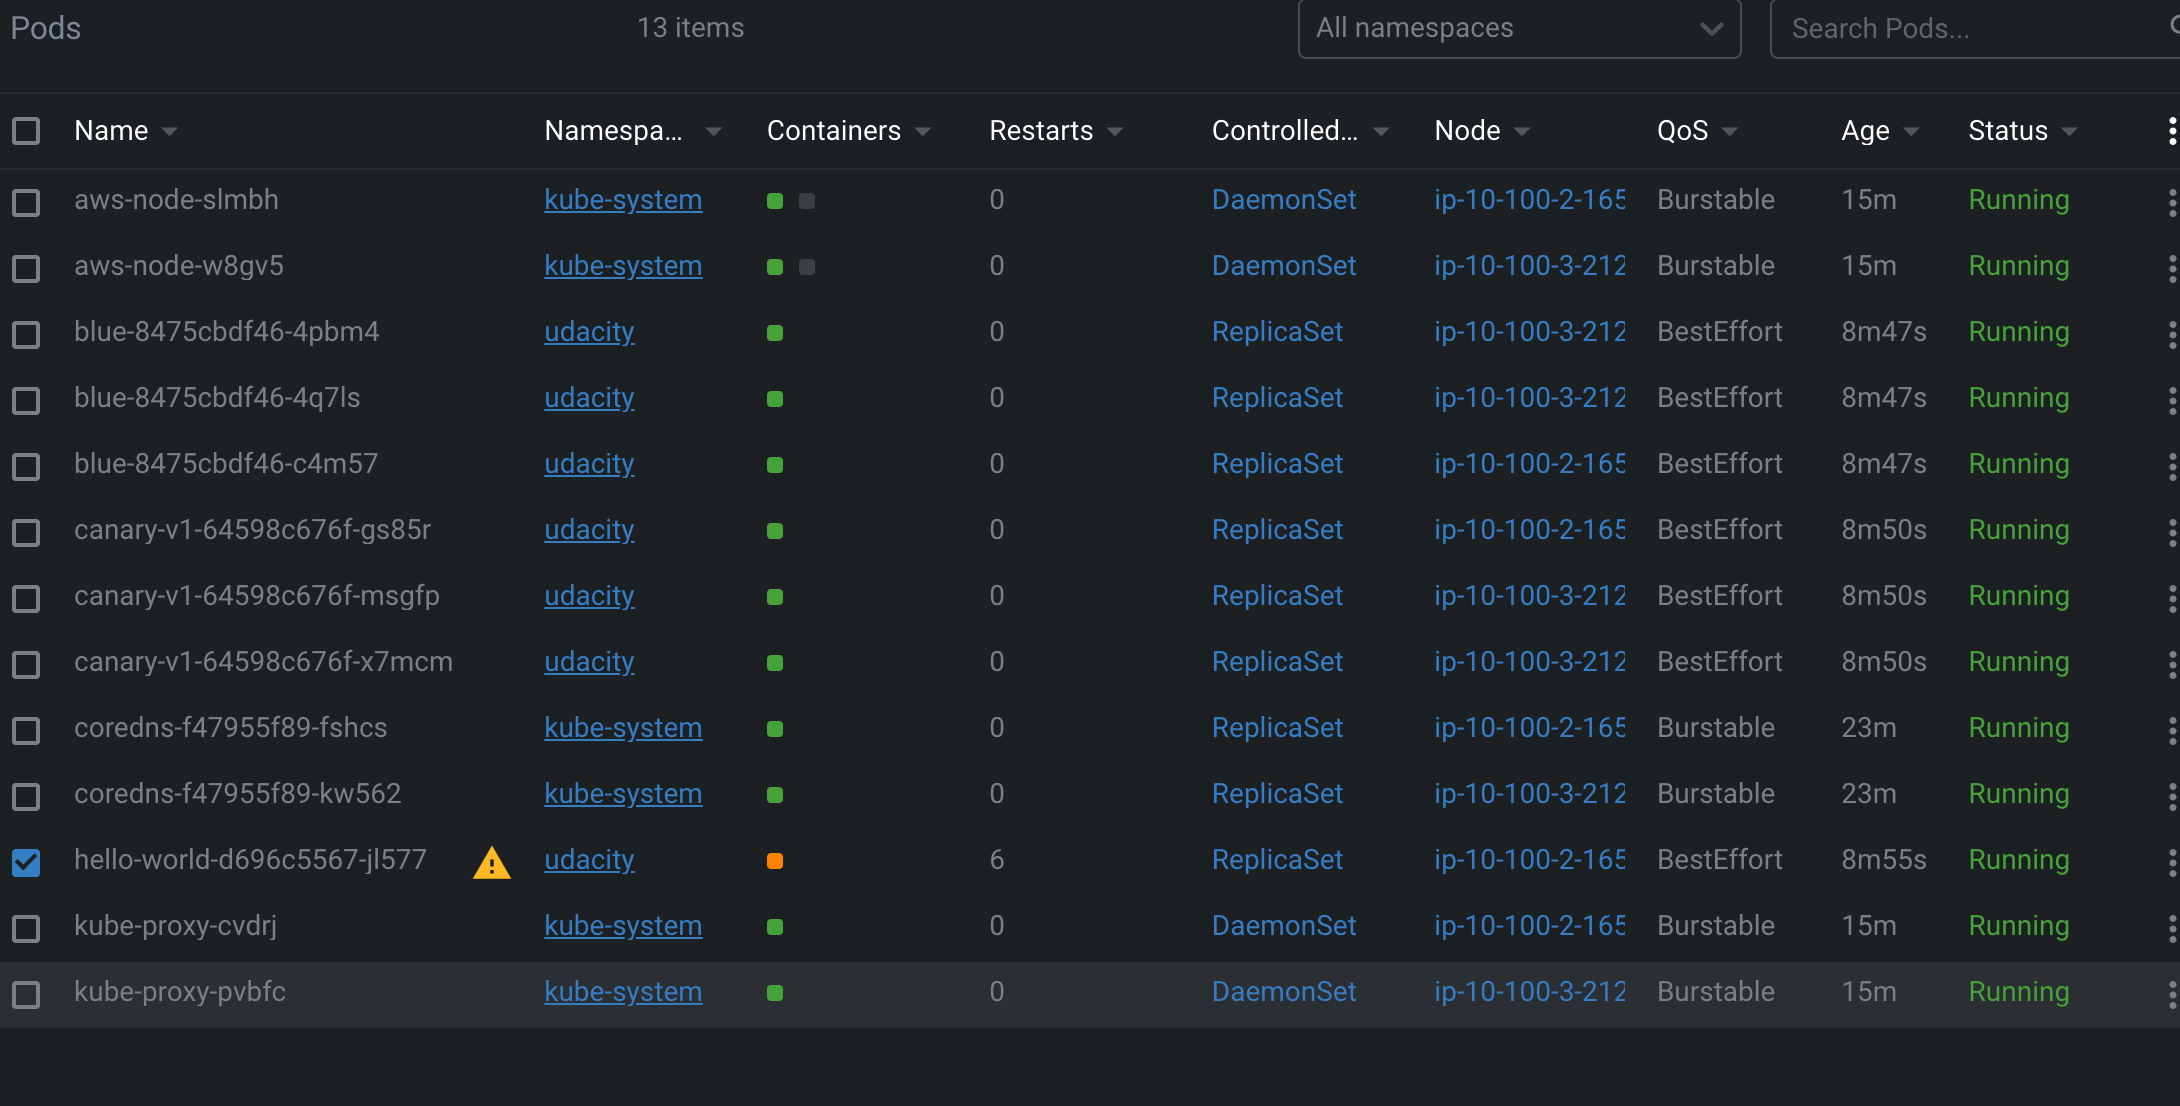 Pods 13 items All namespaces Search Pods...
Name Namespa... Containers Restarts Controlled... Node QoS Age Status
aws-node-slmbh kube-system 0 DaemonSet ip-10-100-2-165 Burstable 15m Running
aws-node-w8gv5 kube-system 0 DaemonSet ip-10-100-3-212 Burstable 15m Running
blue-8475cbdf46-4pbm4 udacity 0 ReplicaSet ip-10-100-3-212 BestEffort 8m47s Running
blue-8475cbdf46-4q7ls udacity 0 ReplicaSet ip-10-100-3-212 BestEffort 8m47s Running
blue-8475cbdf46-c4m57 udacity 0 ReplicaSet ip-10-100-2-165 BestEffort 8m47s Running
canary-v1-64598c676f-gs85r udacity 0 ReplicaSet ip-10-100-2-165 BestEffort 8m50s Running
canary-v1-64598c676f-msgfp udacity 0 ReplicaSet ip-10-100-3-212 BestEffort 8m50s Running
canary-v1-64598c676f-x7mcm udacity 0 ReplicaSet ip-10-100-3-212 BestEffort 8m50s Running
coredns-f47955f89-fshcs kube-system 0 ReplicaSet ip-10-100-2-165 Burstable 23m Running
coredns-f47955f89-kw562 kube-system 0 ReplicaSet ip-10-100-3-212 Burstable 23m Running
hello-world-d696c5567-jl577 udacity 6 ReplicaSet ip-10-100-2-165 BestEffort 8m55s Running
kube-proxy-cvdrj kube-system 0 DaemonSet ip-10-100-2-165 Burstable 15m Running
kube-proxy-pvbfc kube-system 0 DaemonSet ip-10-100-3-212 Burstable 15m Running